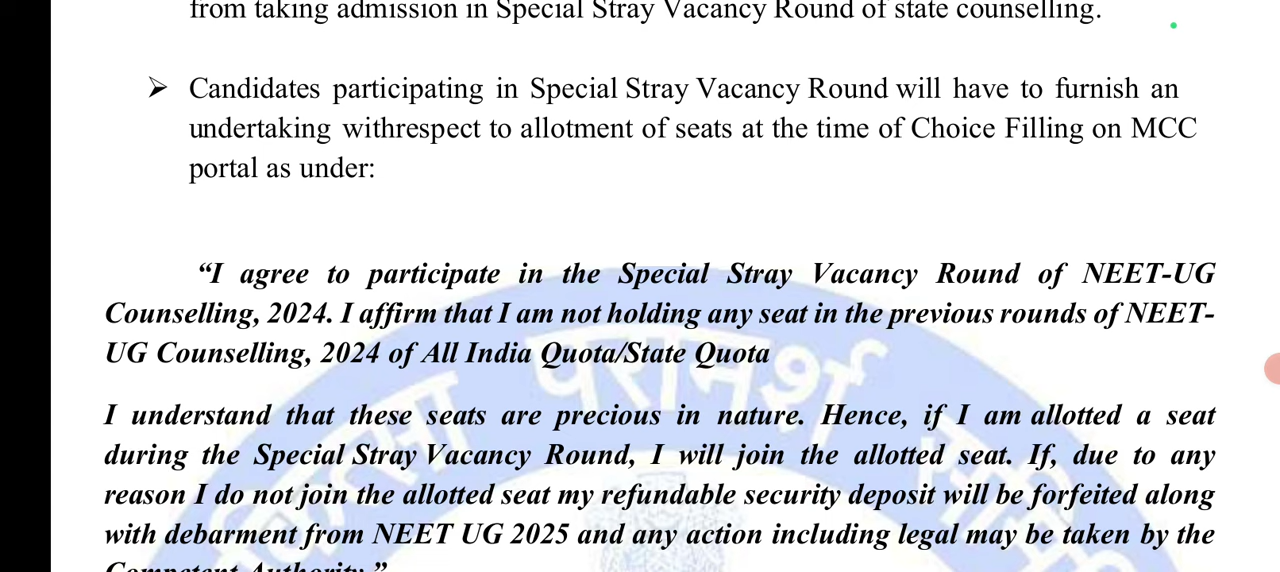 from taking admission in Special Stray Vacancy Round of state counselling.
➢ Candidates participating in Special Stray Vacancy Round will have to furnish an
undertaking withrespect to allotment of seats at the time of Choice Filling on MCC
portal as under:
“I agree to participate in the Special Stray Vacancy Round of NEET-UG
Counselling, 2024. I affirm that I am not holding any seat in the previous rounds of NEET-
UG Counselling, 2024 of All India Quota/State Quota
I understand that these seats are precious in nature. Hence, if I am allotted a seat
during the Special Stray Vacancy Round, I will join the allotted seat. If, due to any
reason I do not join the allotted seat my refundable security deposit will be forfeited along
with debarment from NEET UG 2025 and any action including legal may be taken by the
Competent Authority.”
परामर्श